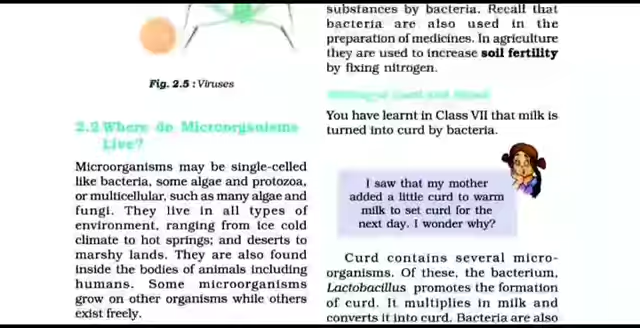 Fig. 2.5 : Viruses
2.2 Where do Microorganisms
Live?
Microorganisms may be single-celled
like bacteria, some algae and protozoa,
or multicellular, such as many algae and
fungi. They live in all types of
environment, ranging from ice cold
climate to hot springs; and deserts to
marshy lands. They are also found
inside the bodies of animals including
humans. Some microorganisms
grow on other organisms while others
exist freely.
substances by bacteria. Recall that
bacteria are also used in the
preparation of medicines. In agriculture
they are used to increase soil fertility
by fixing nitrogen.
You have learnt in Class VII that milk is
turned into curd by bacteria.
I saw that my mother
added a little curd to warm
milk to set curd for the
next day. I wonder why?
Curd contains several micro-
organisms. Of these, the bacterium,
Lactobacillus promotes the formation
of curd. It multiplies in milk and
converts it into curd. Bacteria are also